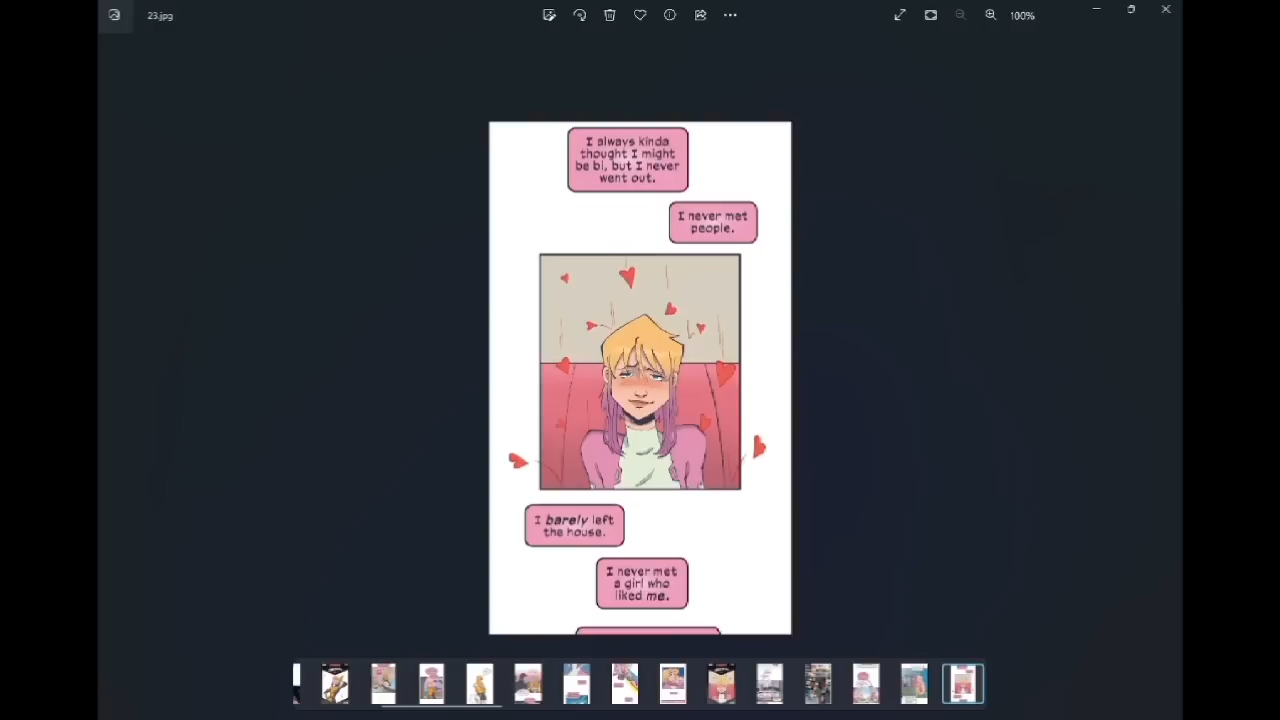 23.jpg
100%
I always kinda
thought I might
be bi, but I never
went out.
I never met
people.
I barely left
the house.
I never met
a girl who
liked me.